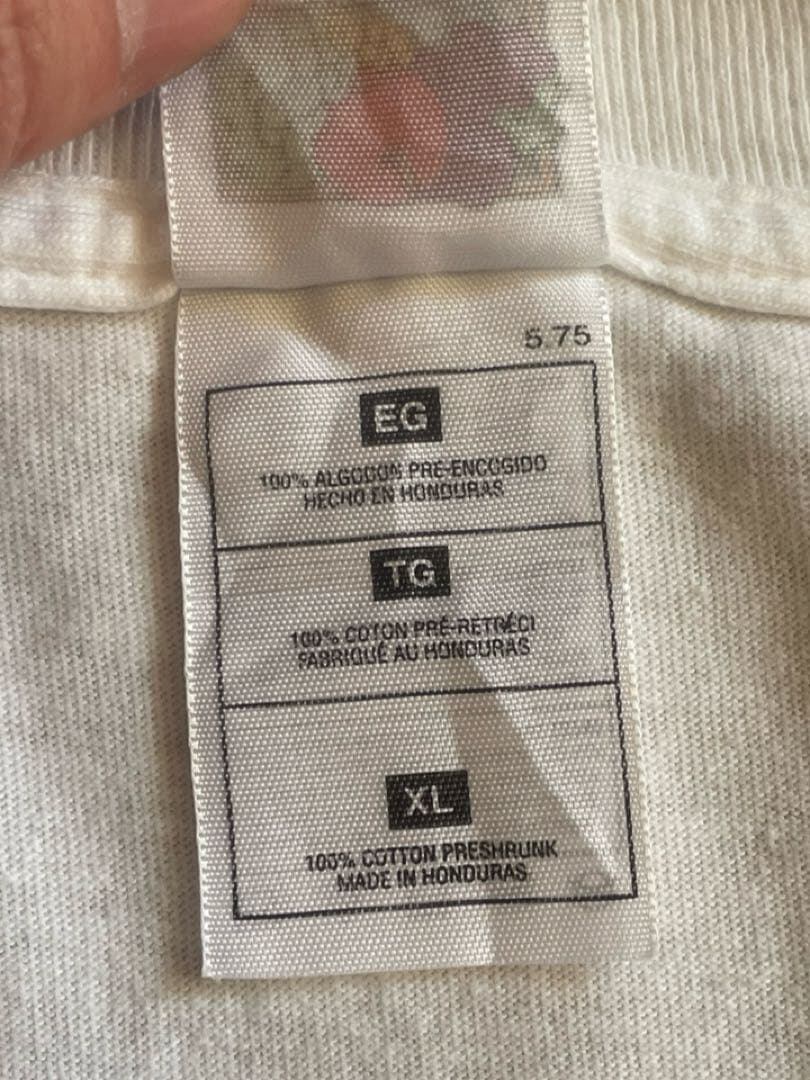 5.75
EG
100% ALGODON PRE-ENCOGIDO
HECHO EN HONDURAS
TG
100% COTON PRÉ-RÉTRÉCI
FABRIQUÉ AU HONDURAS
XL
100% COTTON PRESHRUNK
MADE IN HONDURAS